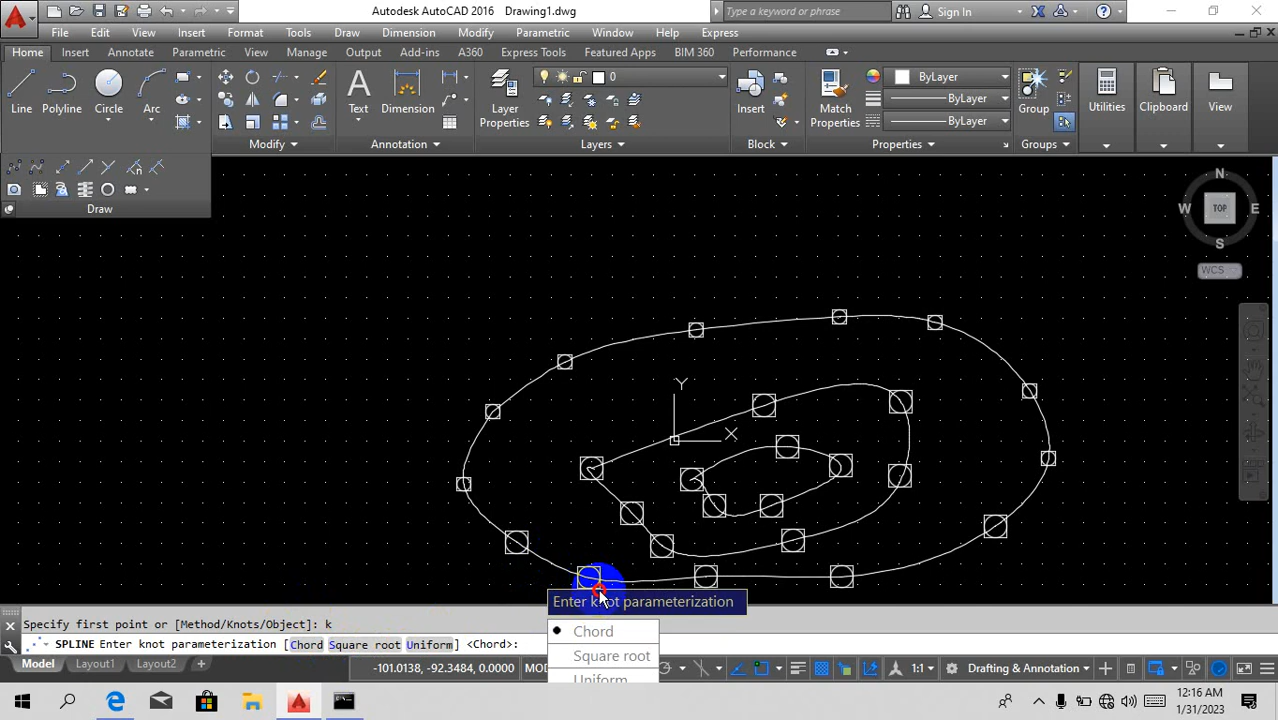 Autodesk AutoCAD 2016 Drawing1.dwg
Type a keyword or phrase
Sign In
File Edit View Insert Format Tools Draw Dimension Modify Parametric Window Help Express
Home Insert Annotate Parametric View Manage Output Add-ins A360 Express Tools Featured Apps BIM 360 Performance
Line Polyline Circle Arc
Text Dimension
Layer Properties
0
Insert
Match Properties
ByLayer
ByLayer
ByLayer
Group
Utilities
Clipboard
View
Modify
Annotation
Layers
Block
Properties
Groups
Draw
N
W TOP E
S
WCS
Y
X
Enter knot parameterization
Chord
Square root
Uniform
Specify first point or [Method/Knots/Object]: k
SPLINE Enter knot parameterization [Chord Square root Uniform] <Chord>:
Model Layout1 Layout2 +
-101.0138, -92.3484, 0.0000
1:1
Drafting & Annotation
12:16 AM
1/31/2023